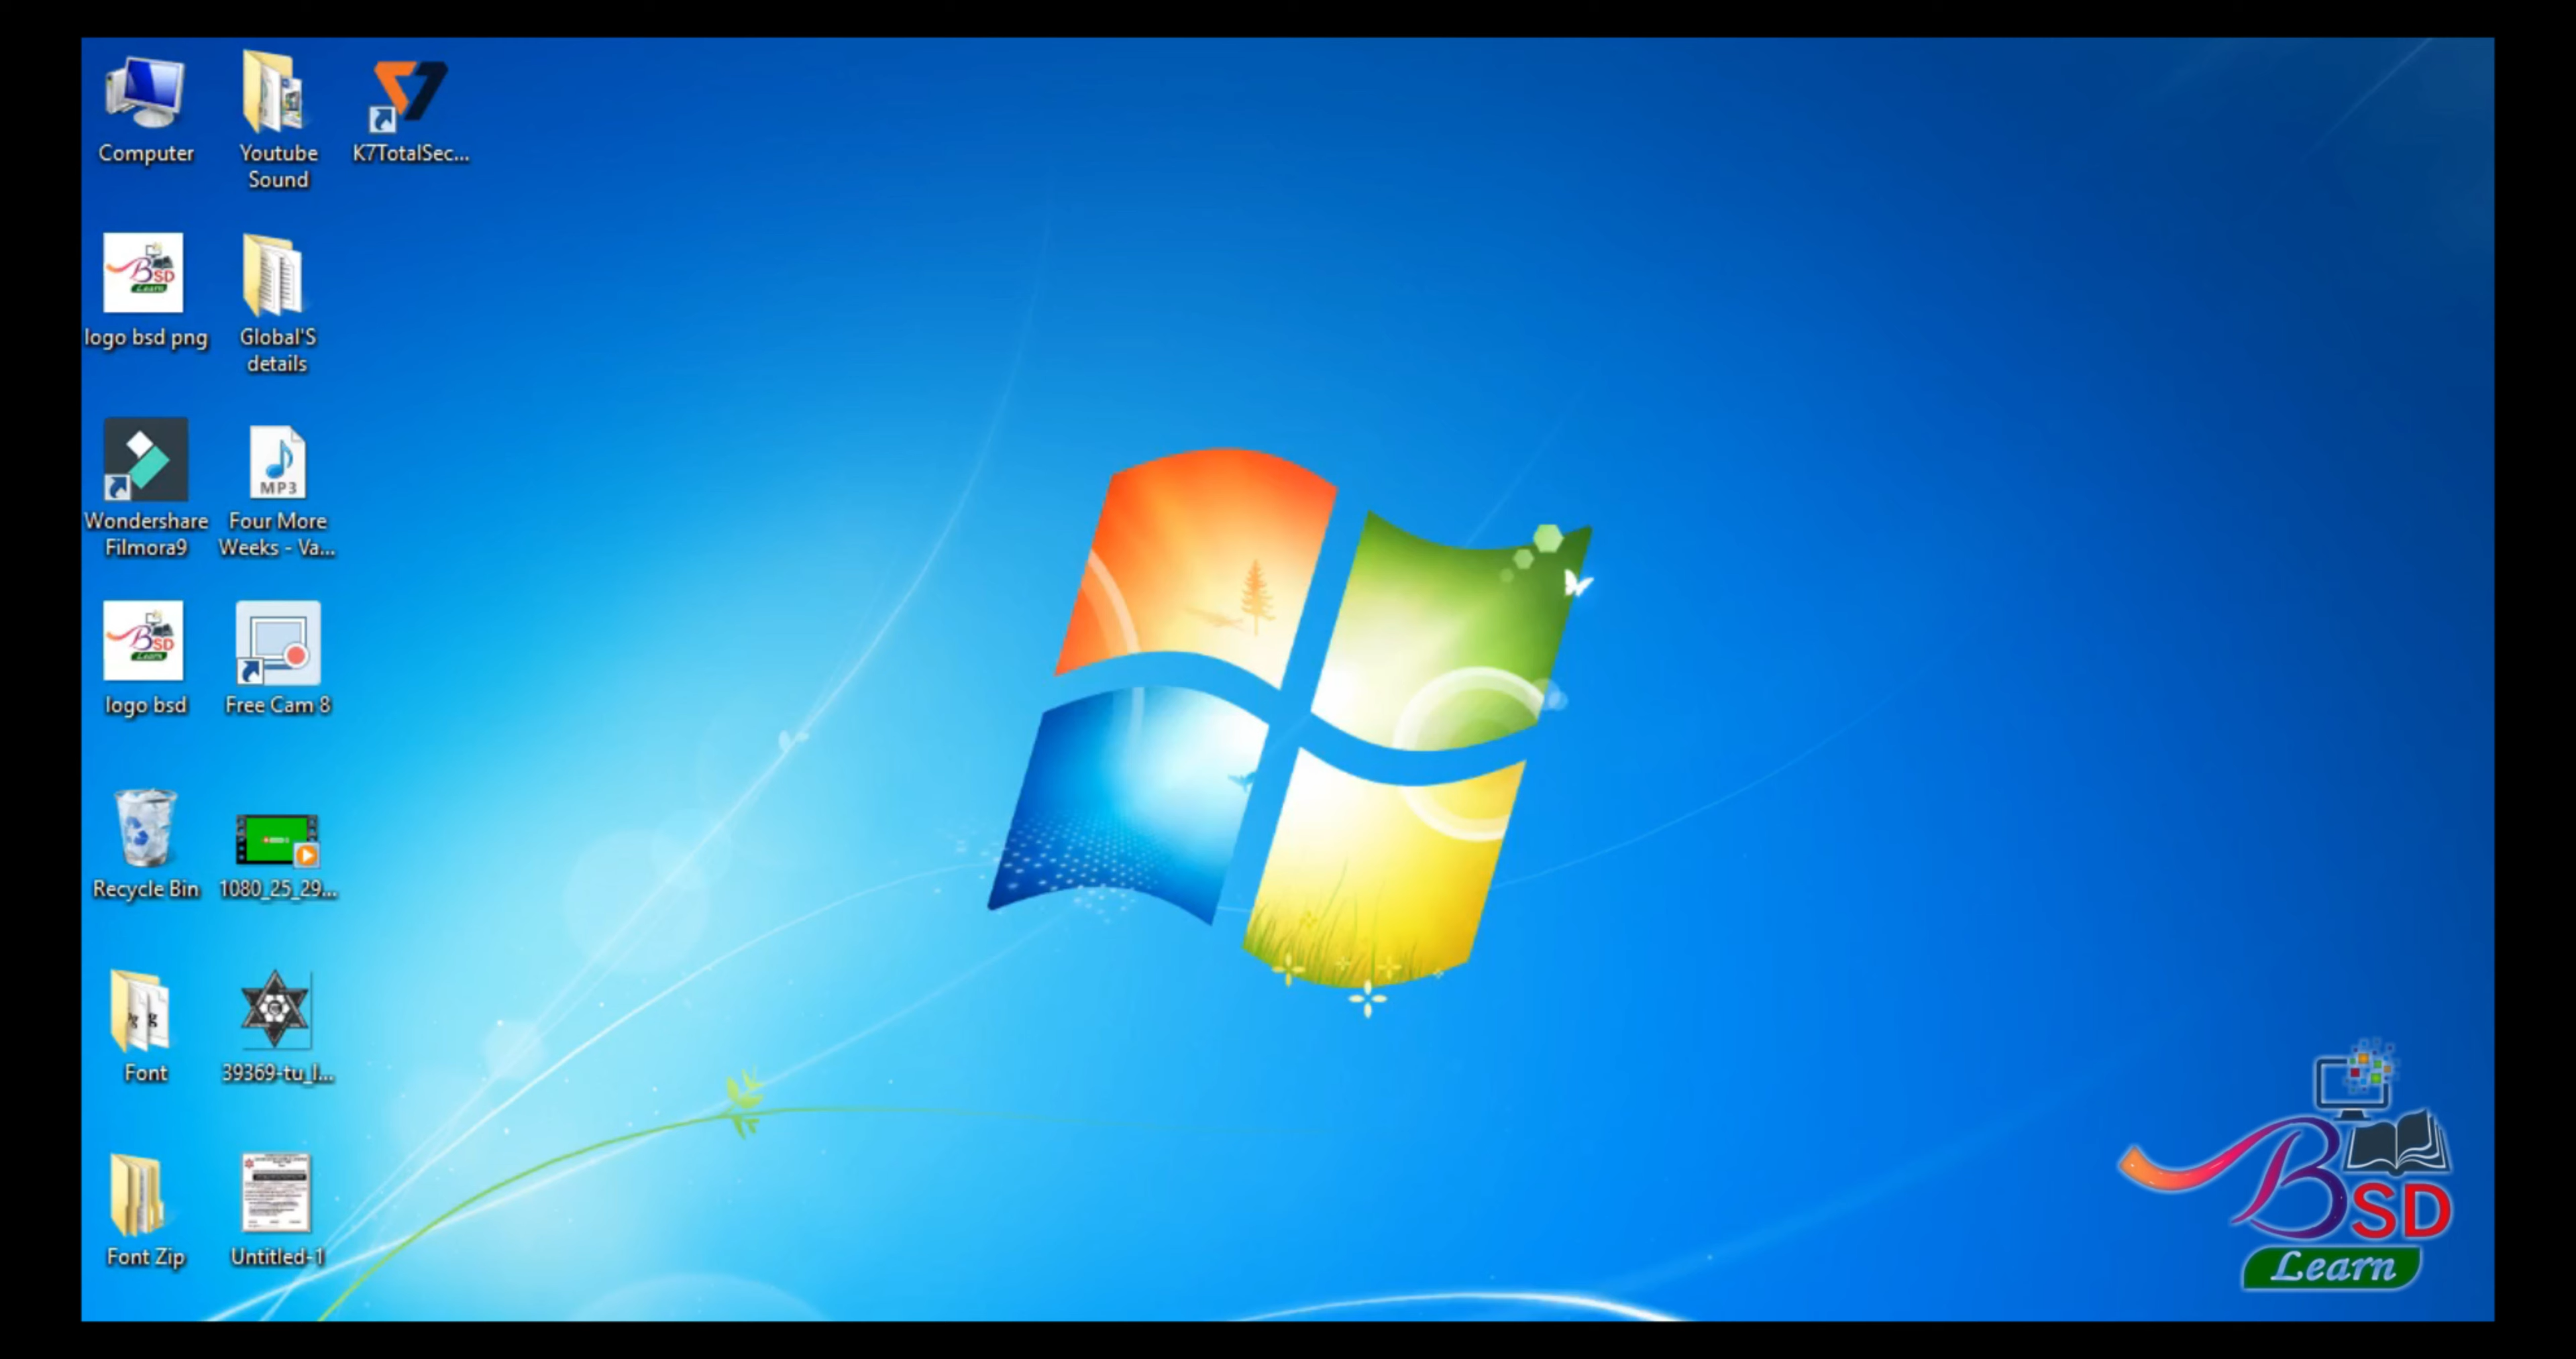 Computer
Youtube
Sound
K7TotalSec...
logo bsd png
Global'S
details
Wondershare
Filmora9
MP3
Four More
Weeks - Va...
logo bsd
Free Cam 8
Recycle Bin
1080_25_29...
Font
39369-tu_l...
Font Zip
Untitled-1
BSD
Learn